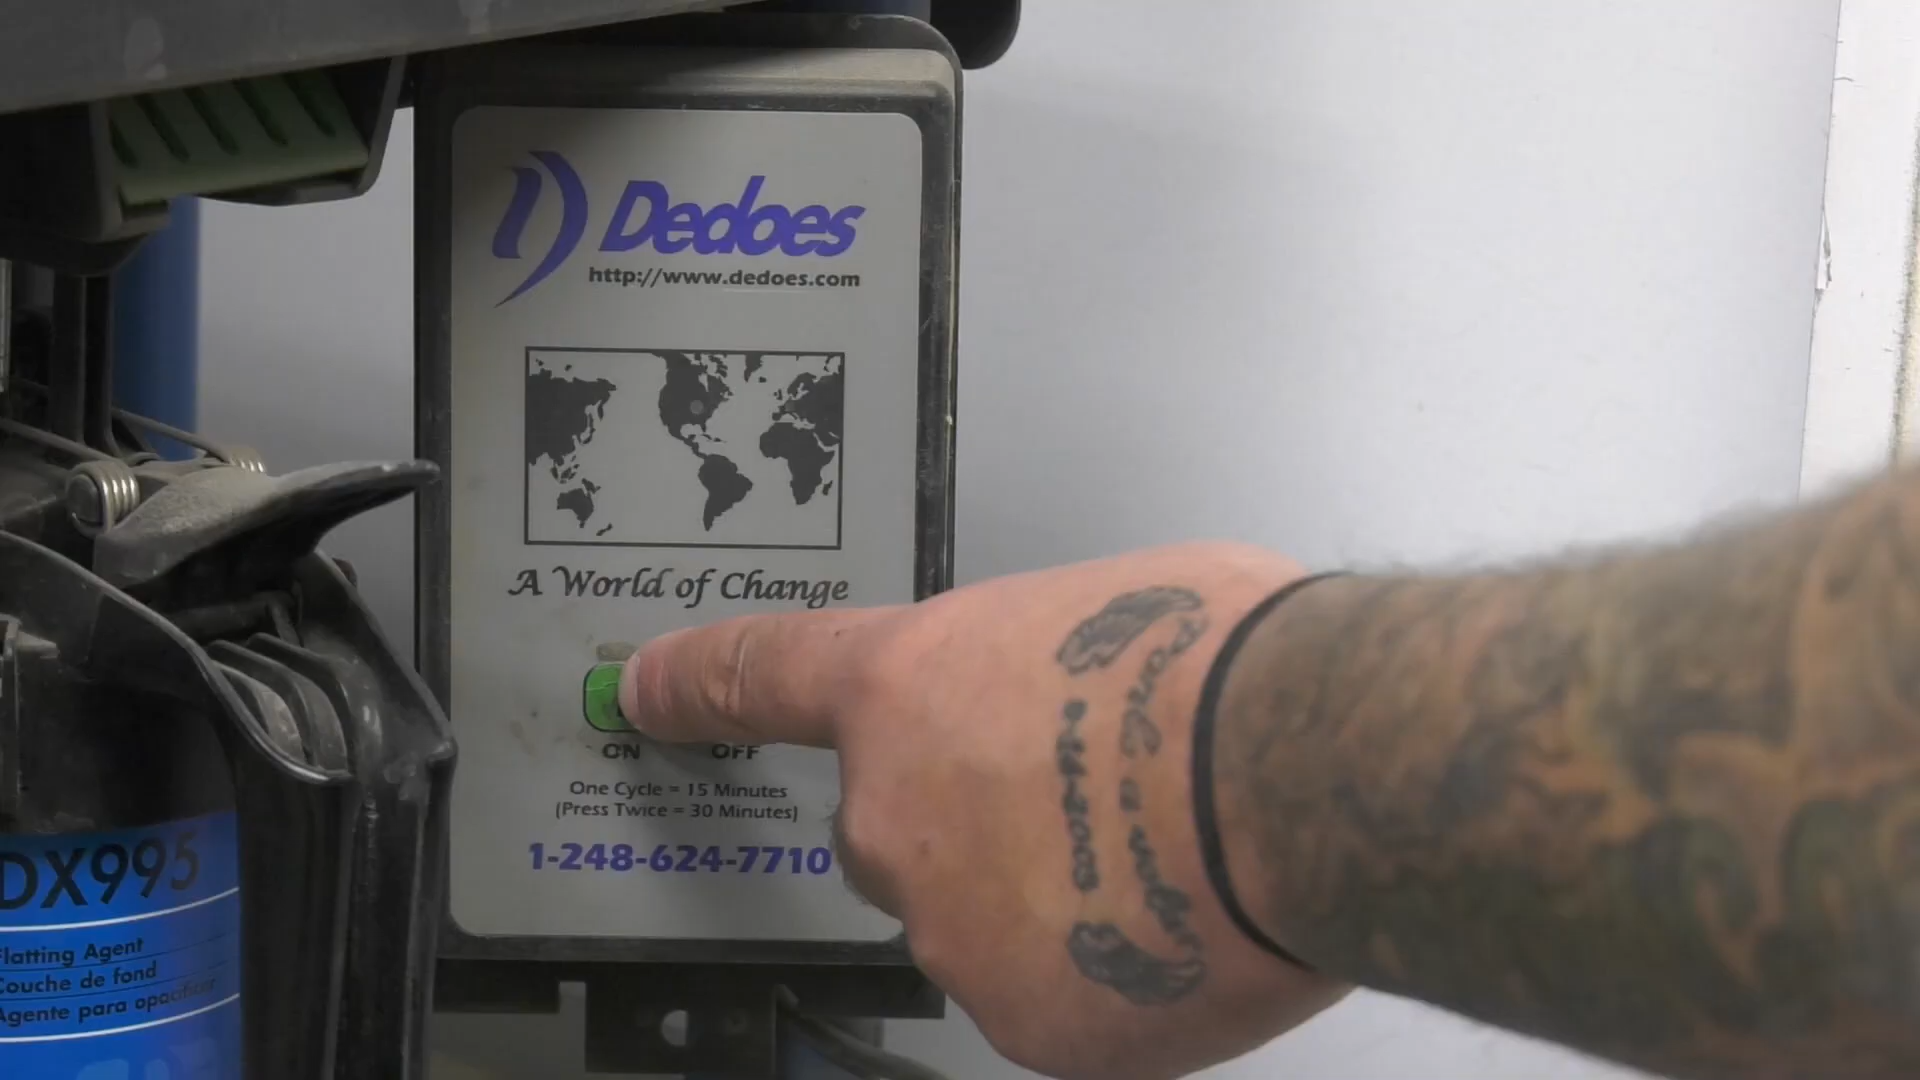 Dedoes
http://www.dedoes.com
A World of Change
ON OFF
One Cycle = 15 Minutes
(Press Twice = 30 Minutes)
1-248-624-7710
DX995
Flatting Agent
Couche de fond
Agente para opacificar